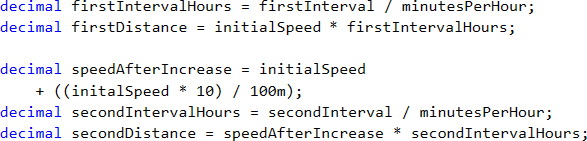 decimal firstIntervalHours = firstInterval / minutesPerHour;
decimal firstDistance = initialSpeed * firstIntervalHours;
decimal speedAfterIncrease = initialSpeed
+ ((initalSpeed * 10) / 100m);
decimal secondIntervalHours = secondInterval / minutesPerHour;
decimal secondDistance = speedAfterIncrease * secondIntervalHours;